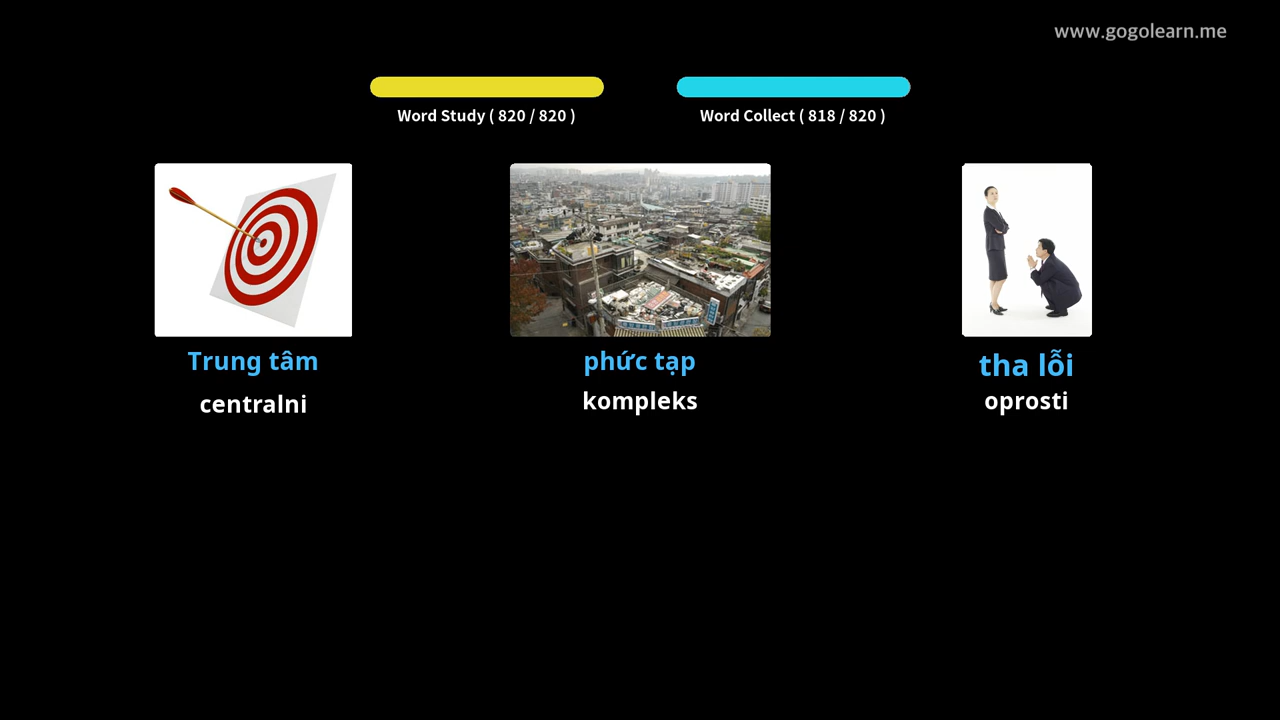 www.gogolearn.me
Word Study ( 820 / 820 )
Word Collect ( 818 / 820 )
Trung tâm
centralni
phức tạp
kompleks
tha lỗi
oprosti